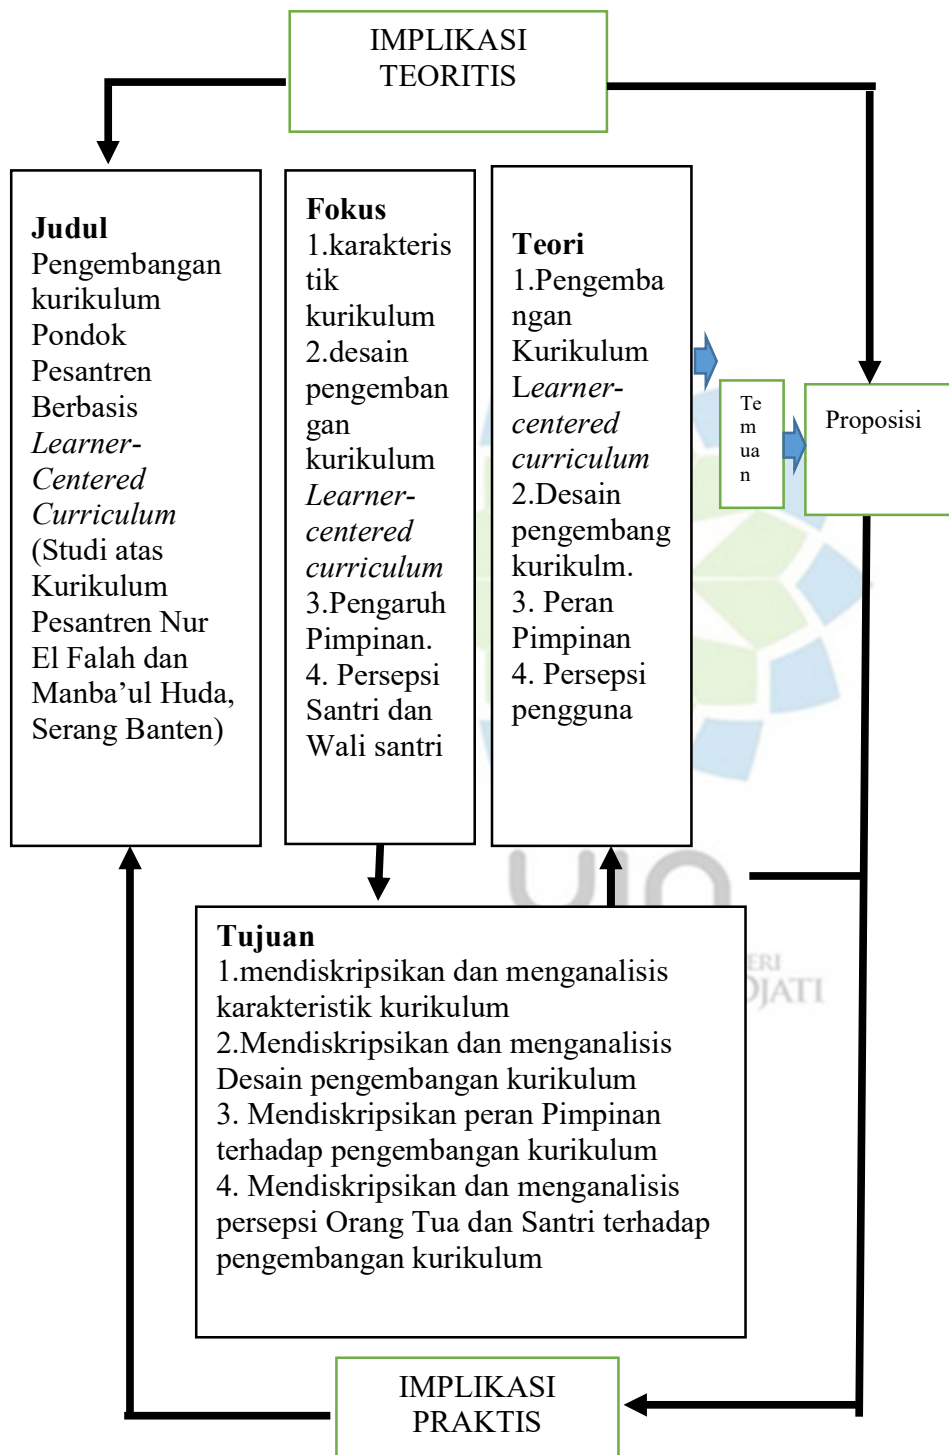 IMPLIKASI
TEORITIS
Judul
Pengembangan
kurikulum
Pondok
Pesantren
Berbasis
Learner-
Centered
Curriculum
(Studi atas
Kurikulum
Pesantren Nur
El Falah dan
Manba’ul Huda,
Serang Banten)
Fokus
1.karakteris
tik
kurikulum
2.desain
pengemban
gan
kurikulum
Learner-
centered
curriculum
3.Pengaruh
Pimpinan.
4. Persepsi
Santri dan
Wali santri
Teori
1.Pengemba
ngan
Kurikulum
Learner-
centered
curriculum
2.Desain
pengembang
kurikulm.
3. Peran
Pimpinan
4. Persepsi
pengguna
Te
m
ua
n
Proposisi
Tujuan
1.mendiskripsikan dan menganalisis
karakteristik kurikulum
2.Mendiskripsikan dan menganalisis
Desain pengembangan kurikulum
3. Mendiskripsikan peran Pimpinan
terhadap pengembangan kurikulum
4. Mendiskripsikan dan menganalisis
persepsi Orang Tua dan Santri terhadap
pengembangan kurikulum
uin
ERI
DJATI
IMPLIKASI
PRAKTIS